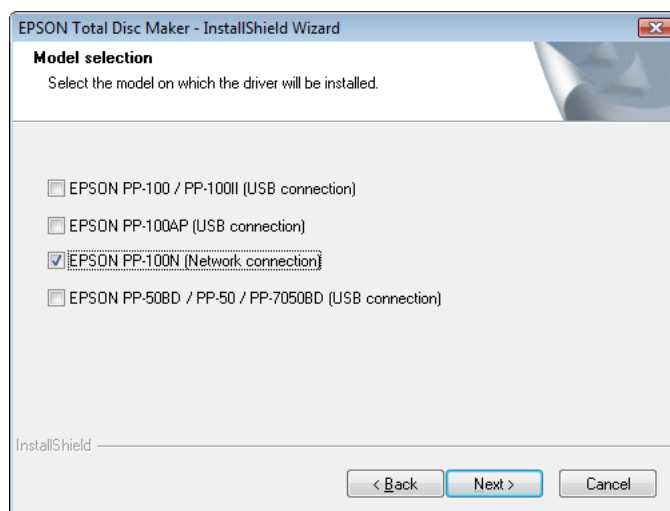 EPSON Total Disc Maker - InstallShield Wizard
Model selection
Select the model on which the driver will be installed.
EPSON PP-100 / PP-100II (USB connection)
EPSON PP-100AP (USB connection)
EPSON PP-100N (Network connection)
EPSON PP-50BD / PP-50 / PP-7050BD (USB connection)
InstallShield
< Back
Next >
Cancel